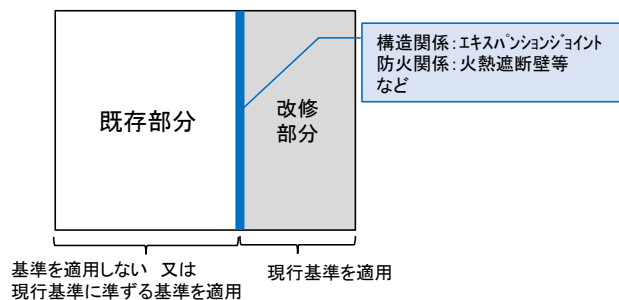 構造関係：エキスパンションジョイント
防火関係：火熱遮断壁等
など
既存部分
改修
部分
基準を適用しない　又は
現行基準に準ずる基準を適用
現行基準を適用